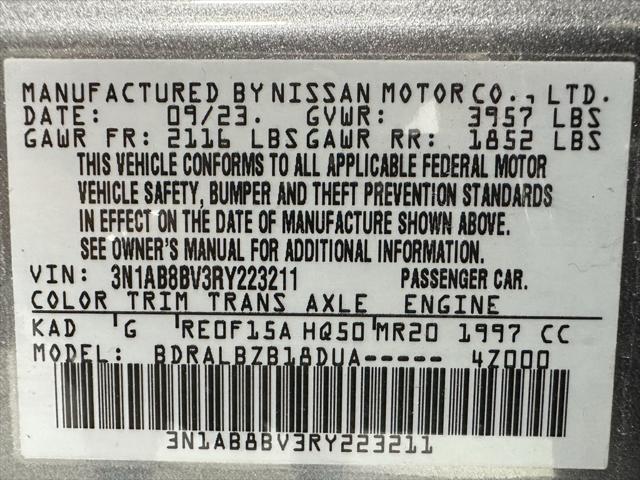 MANUFACTURED BY NISSAN MOTOR CO., LTD.
DATE: 09/23. GVWR: 3957 LBS
GAWR FR: 2116 LBS GAWR RR: 1852 LBS
THIS VEHICLE CONFORMS TO ALL APPLICABLE FEDERAL MOTOR
VEHICLE SAFETY, BUMPER AND THEFT PREVENTION STANDARDS
IN EFFECT ON THE DATE OF MANUFACTURE SHOWN ABOVE.
SEE OWNER'S MANUAL FOR ADDITIONAL INFORMATION.
VIN: 3N1AB8BV3RY223211 PASSENGER CAR.
COLOR TRIM TRANS AXLE ENGINE
KAD G RE0F15A HQ50 MR20 1997 CC
MODEL: BDRALBZB18DUA----- 4Z000
3N1AB8BV3RY223211